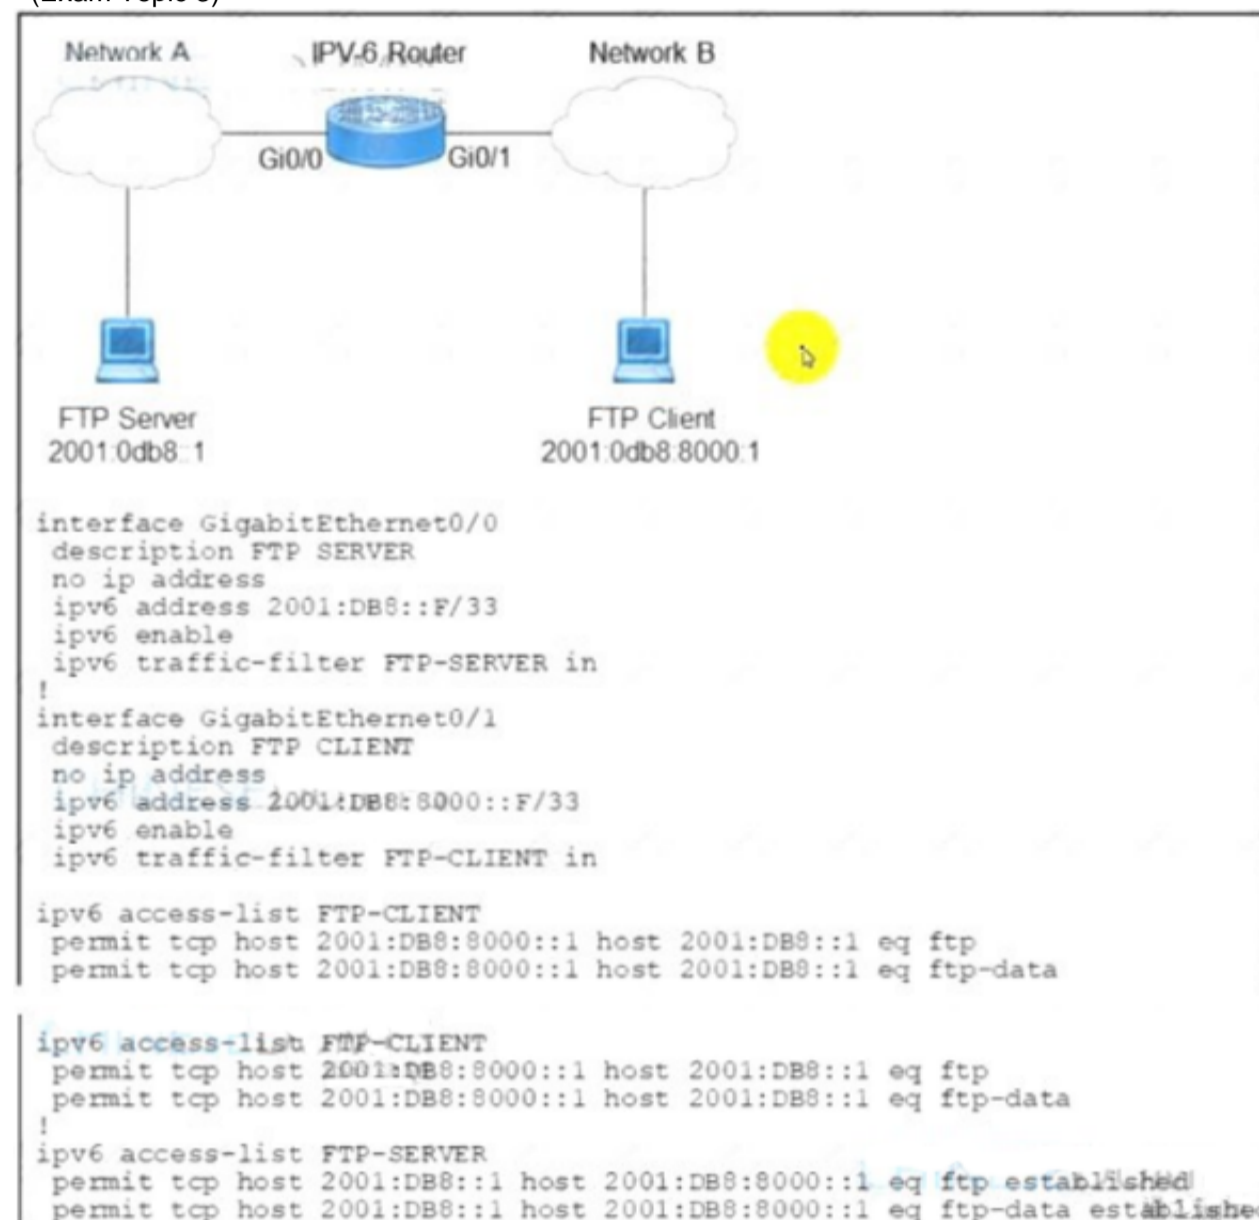 (Exam Topic 3)
Network A
IPV-6 Router
Network B
Gi0/0
Gi0/1
FTP Server
2001:0db8::1
FTP Client
2001:0db8:8000:1
interface GigabitEthernet0/0
description FTP SERVER
no ip address
ipv6 address 2001:DB8::F/33
ipv6 enable
ipv6 traffic-filter FTP-SERVER in
!
interface GigabitEthernet0/1
description FTP CLIENT
no ip address
ipv6 address 2001:DB8:8000::F/33
ipv6 enable
ipv6 traffic-filter FTP-CLIENT in
ipv6 access-list FTP-CLIENT
permit tcp host 2001:DB8:8000::1 host 2001:DB8::1 eq ftp
permit tcp host 2001:DB8:8000::1 host 2001:DB8::1 eq ftp-data
ipv6 access-list FTP-CLIENT
permit tcp host 2001:DB8:8000::1 host 2001:DB8::1 eq ftp
permit tcp host 2001:DB8:8000::1 host 2001:DB8::1 eq ftp-data
!
ipv6 access-list FTP-SERVER
permit tcp host 2001:DB8::1 host 2001:DB8:8000::1 eq ftp established
permit tcp host 2001:DB8::1 host 2001:DB8:8000::1 eq ftp-data establishe